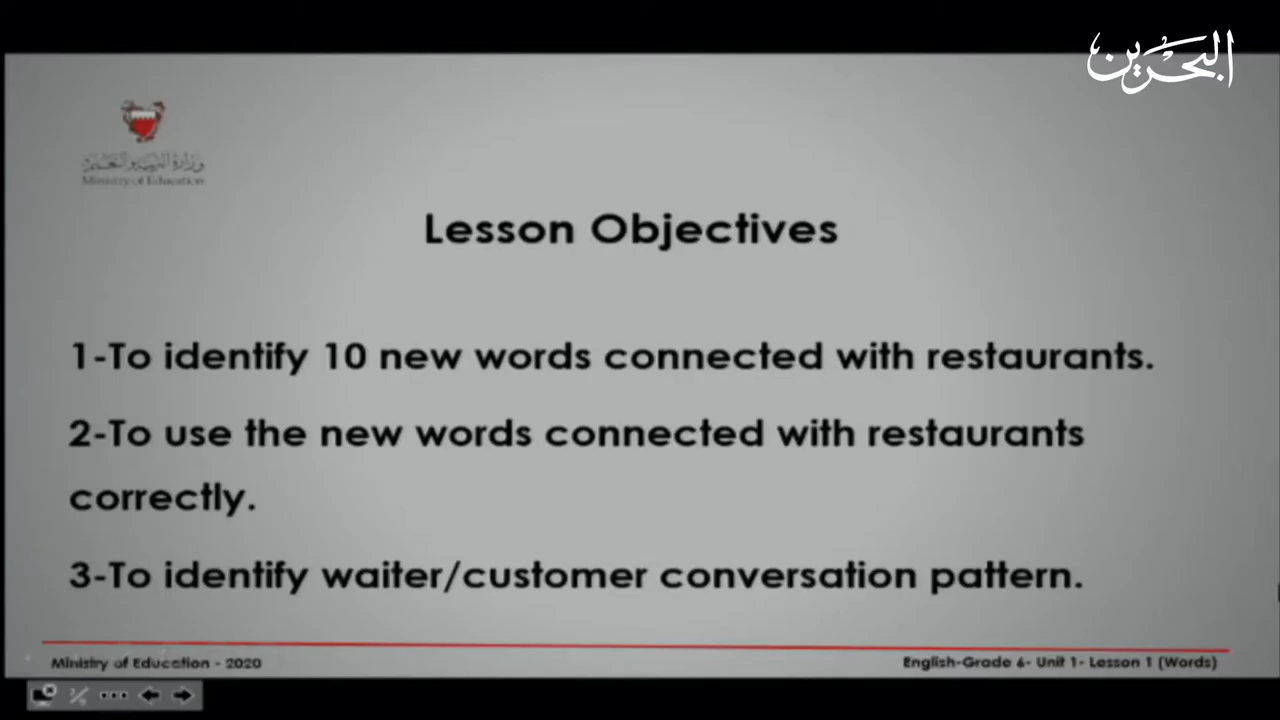 البحرين
وزارة التربية والتعليم
Ministry of Education
Lesson Objectives
1-To identify 10 new words connected with restaurants.
2-To use the new words connected with restaurants
correctly.
3-To identify waiter/customer conversation pattern.
Ministry of Education - 2020
English-Grade 6- Unit 1- Lesson 1 (Words)